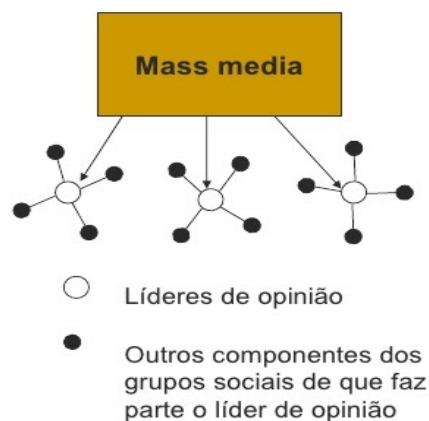 Mass media
Líderes de opinião
Outros componentes dos
grupos sociais de que faz
parte o líder de opinião